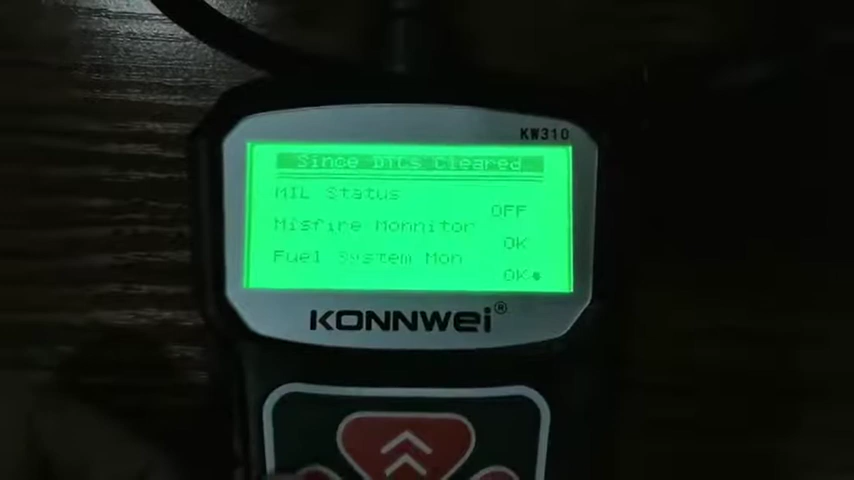 KW310
Since DTCs Cleared
MIL Status
OFF
Misfire Monnitor
OK
Fuel System Mon
OK
KONNWEI®